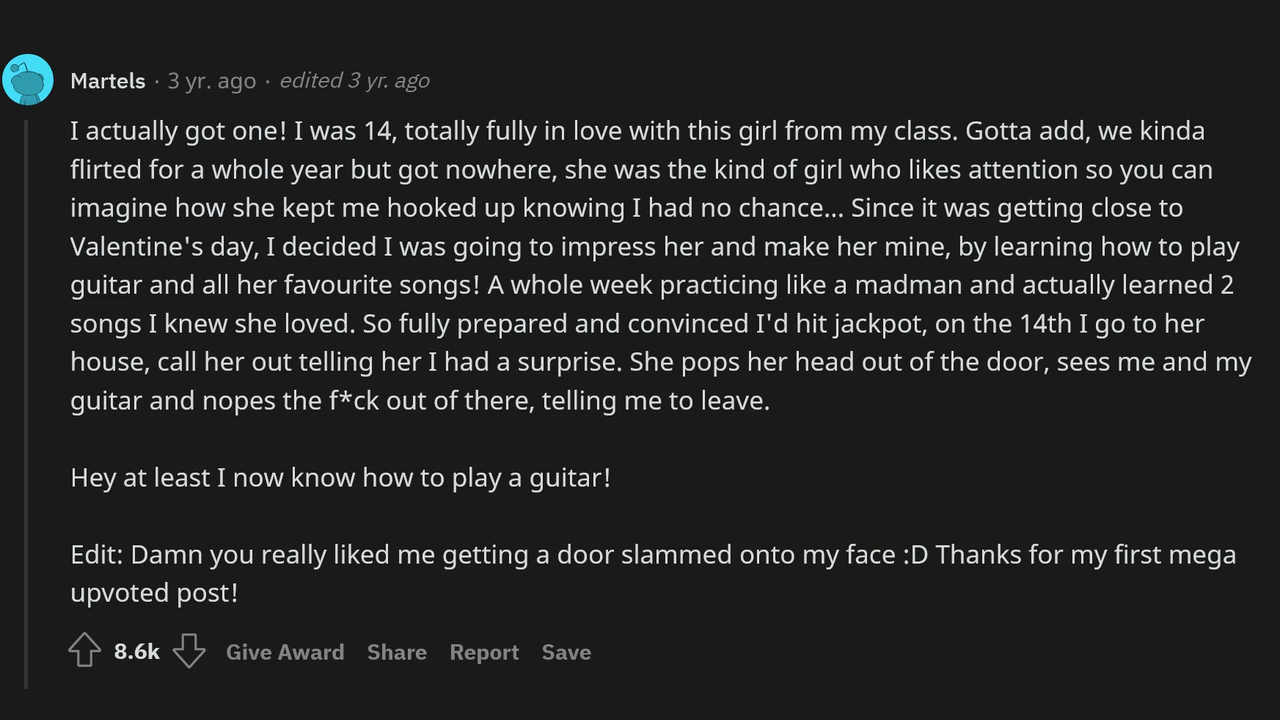 Martels · 3 yr. ago · edited 3 yr. ago
I actually got one! I was 14, totally fully in love with this girl from my class. Gotta add, we kinda
flirted for a whole year but got nowhere, she was the kind of girl who likes attention so you can
imagine how she kept me hooked up knowing I had no chance... Since it was getting close to
Valentine's day, I decided I was going to impress her and make her mine, by learning how to play
guitar and all her favourite songs! A whole week practicing like a madman and actually learned 2
songs I knew she loved. So fully prepared and convinced I'd hit jackpot, on the 14th I go to her
house, call her out telling her I had a surprise. She pops her head out of the door, sees me and my
guitar and nopes the f*ck out of there, telling me to leave.
Hey at least I now know how to play a guitar!
Edit: Damn you really liked me getting a door slammed onto my face :D Thanks for my first mega
upvoted post!
8.6k Give Award Share Report Save